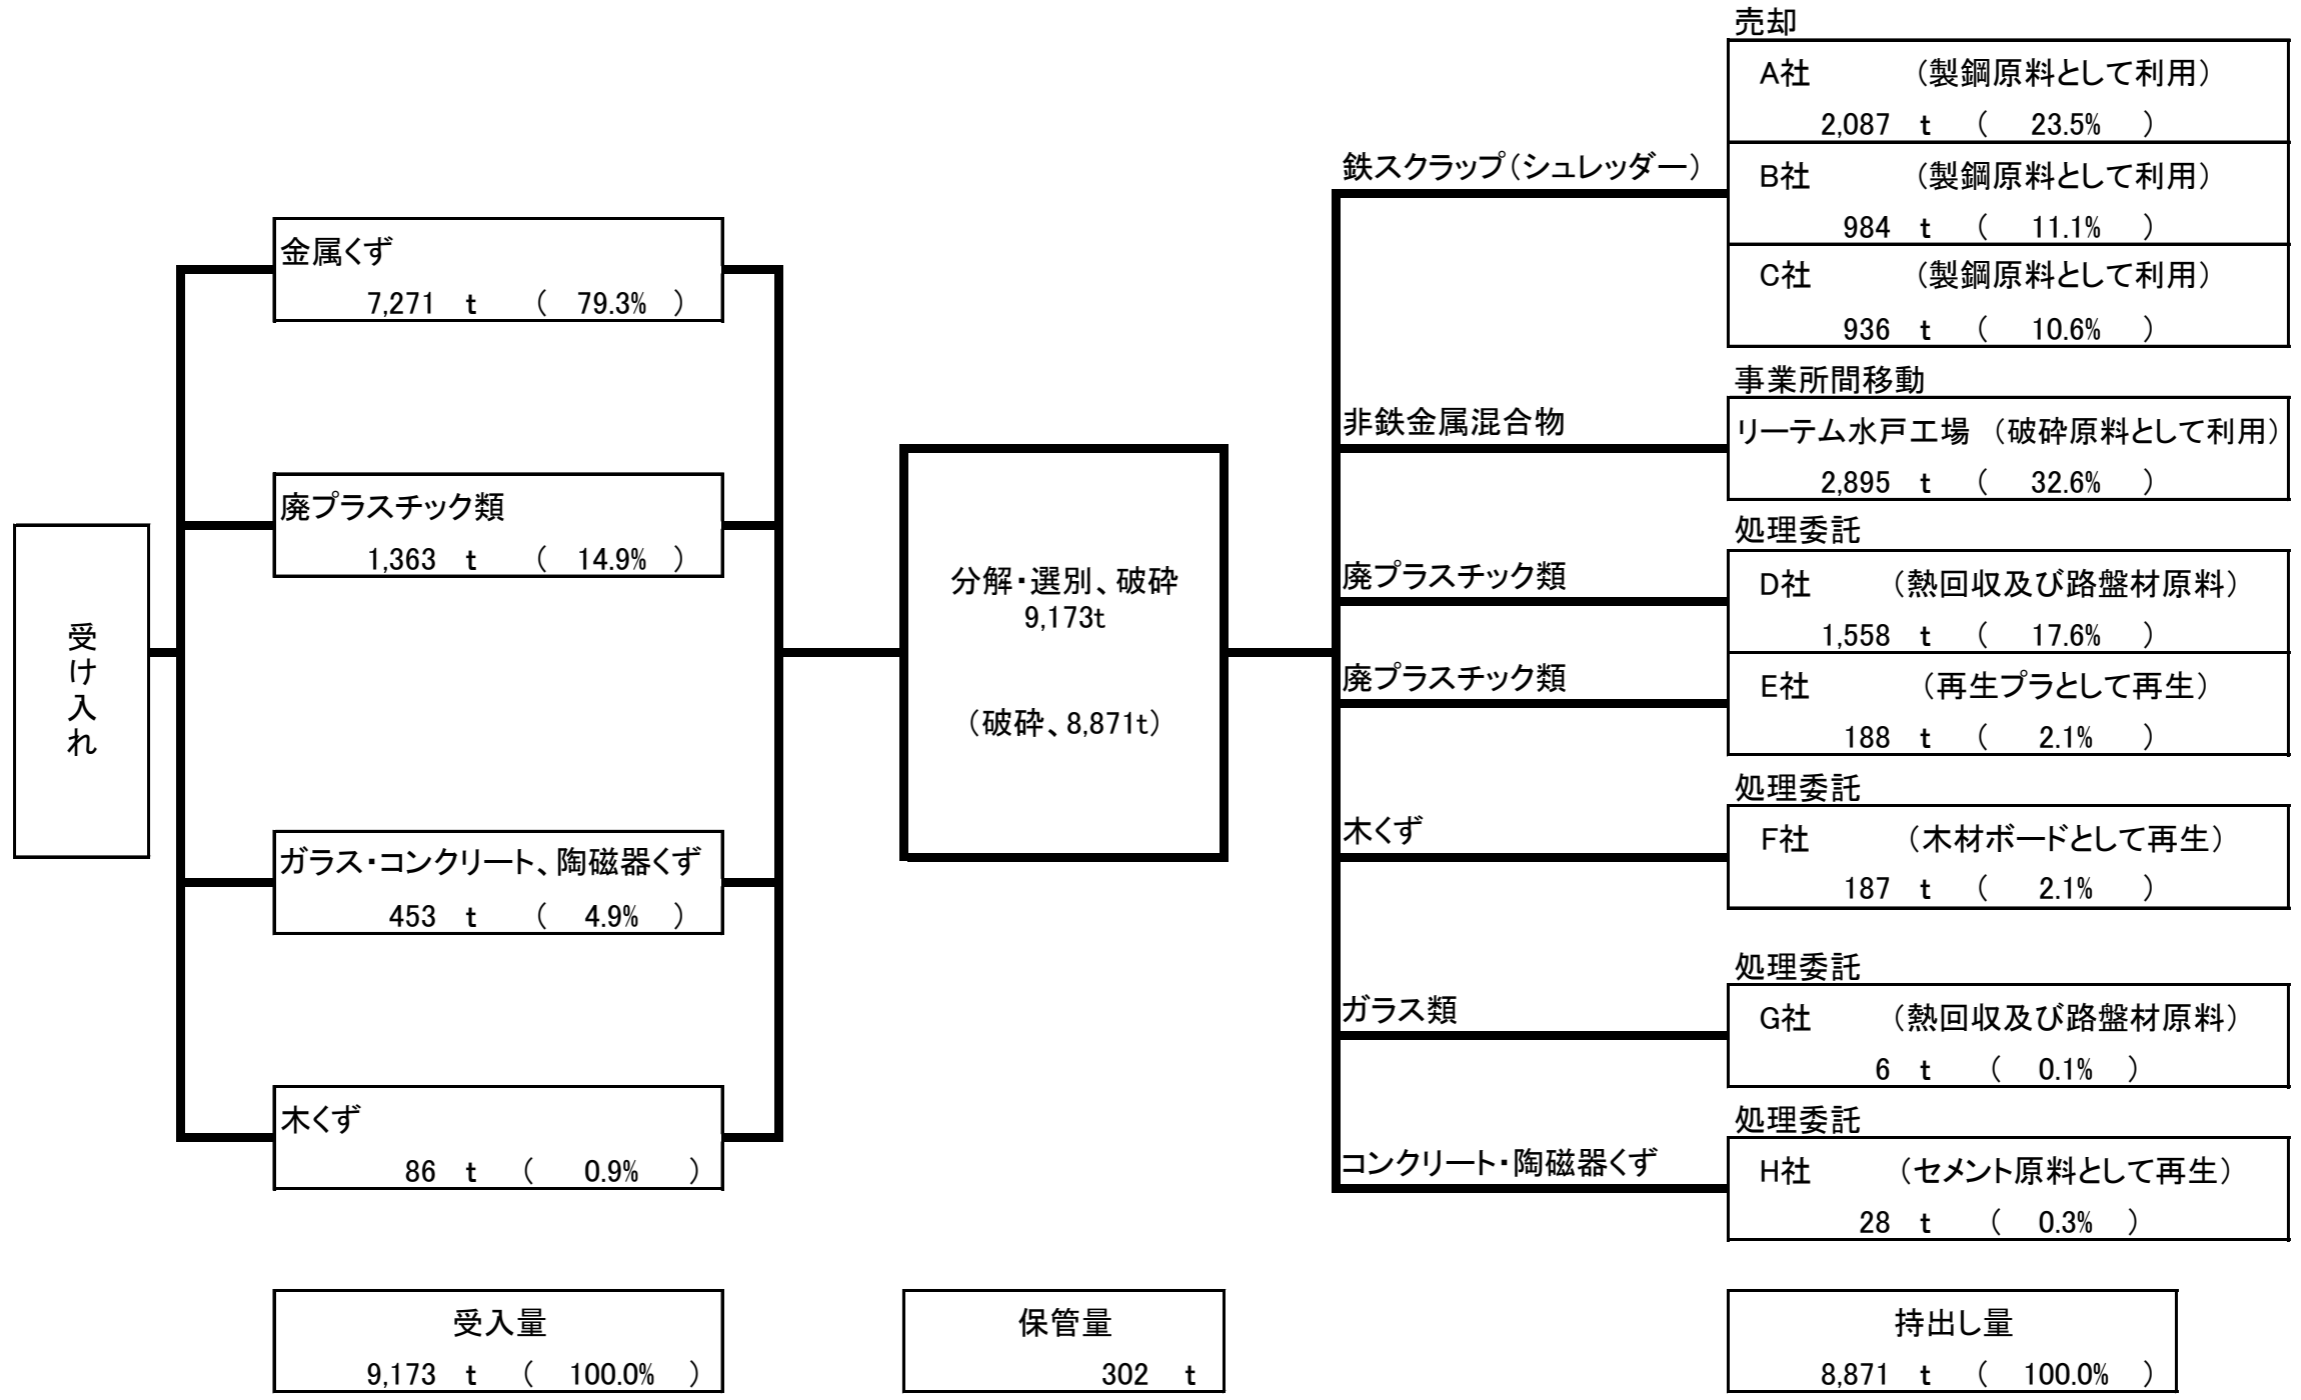 受け入れ
金属くず
7,271 t ( 79.3% )
廃プラスチック類
1,363 t ( 14.9% )
ガラス・コンクリート、陶磁器くず
453 t ( 4.9% )
木くず
86 t ( 0.9% )
受入量
9,173 t ( 100.0% )
分解・選別、破砕
9,173t
（破砕、8,871t）
保管量
302 t
鉄スクラップ（シュレッダー）
売却
A社 （製鋼原料として利用）
2,087 t ( 23.5% )
B社 （製鋼原料として利用）
984 t ( 11.1% )
C社 （製鋼原料として利用）
936 t ( 10.6% )
非鉄金属混合物
事業所間移動
リーテム水戸工場 （破砕原料として利用）
2,895 t ( 32.6% )
処理委託
廃プラスチック類
D社 （熱回収及び路盤材原料）
1,558 t ( 17.6% )
廃プラスチック類
E社 （再生プラとして再生）
188 t ( 2.1% )
処理委託
木くず
F社 （木材ボードとして再生）
187 t ( 2.1% )
処理委託
ガラス類
G社 （熱回収及び路盤材原料）
6 t ( 0.1% )
処理委託
コンクリート・陶磁器くず
H社 （セメント原料として再生）
28 t ( 0.3% )
持出し量
8,871 t ( 100.0% )